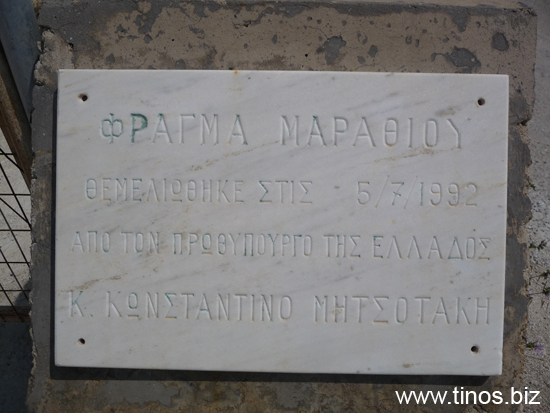 ΦΡΑΓΜΑ ΜΑΡΑΘΙΟΥ
ΘΕΜΕΛΙΩΘΗΚΕ ΣΤΙΣ 5/7/1992
ΑΠΟ ΤΟΝ ΠΡΩΘΥΠΟΥΡΓΟ ΤΗΣ ΕΛΛΑΔΟΣ
Κ. ΚΩΝΣΤΑΝΤΙΝΟ ΜΗΤΣΟΤΑΚΗ
www.tinos.biz